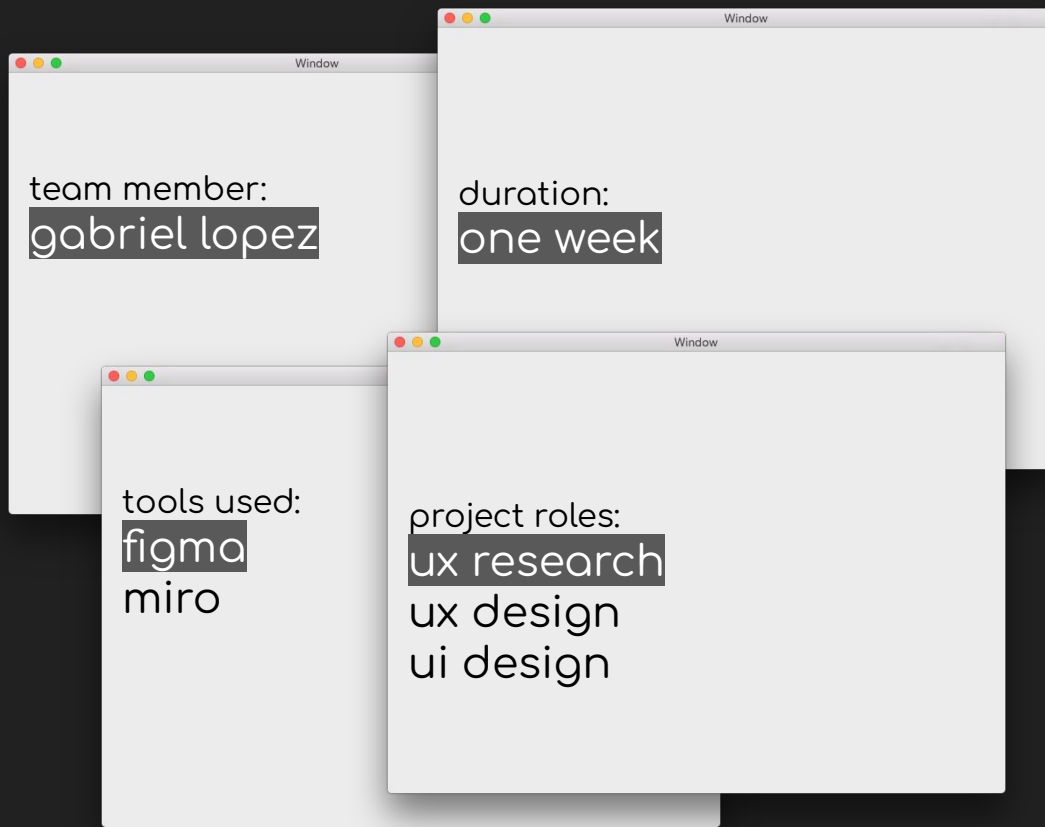 Window
team member:
gabriel lopez
Window
duration:
one week
tools used:
figma
miro
Window
project roles:
ux research
ux design
ui design